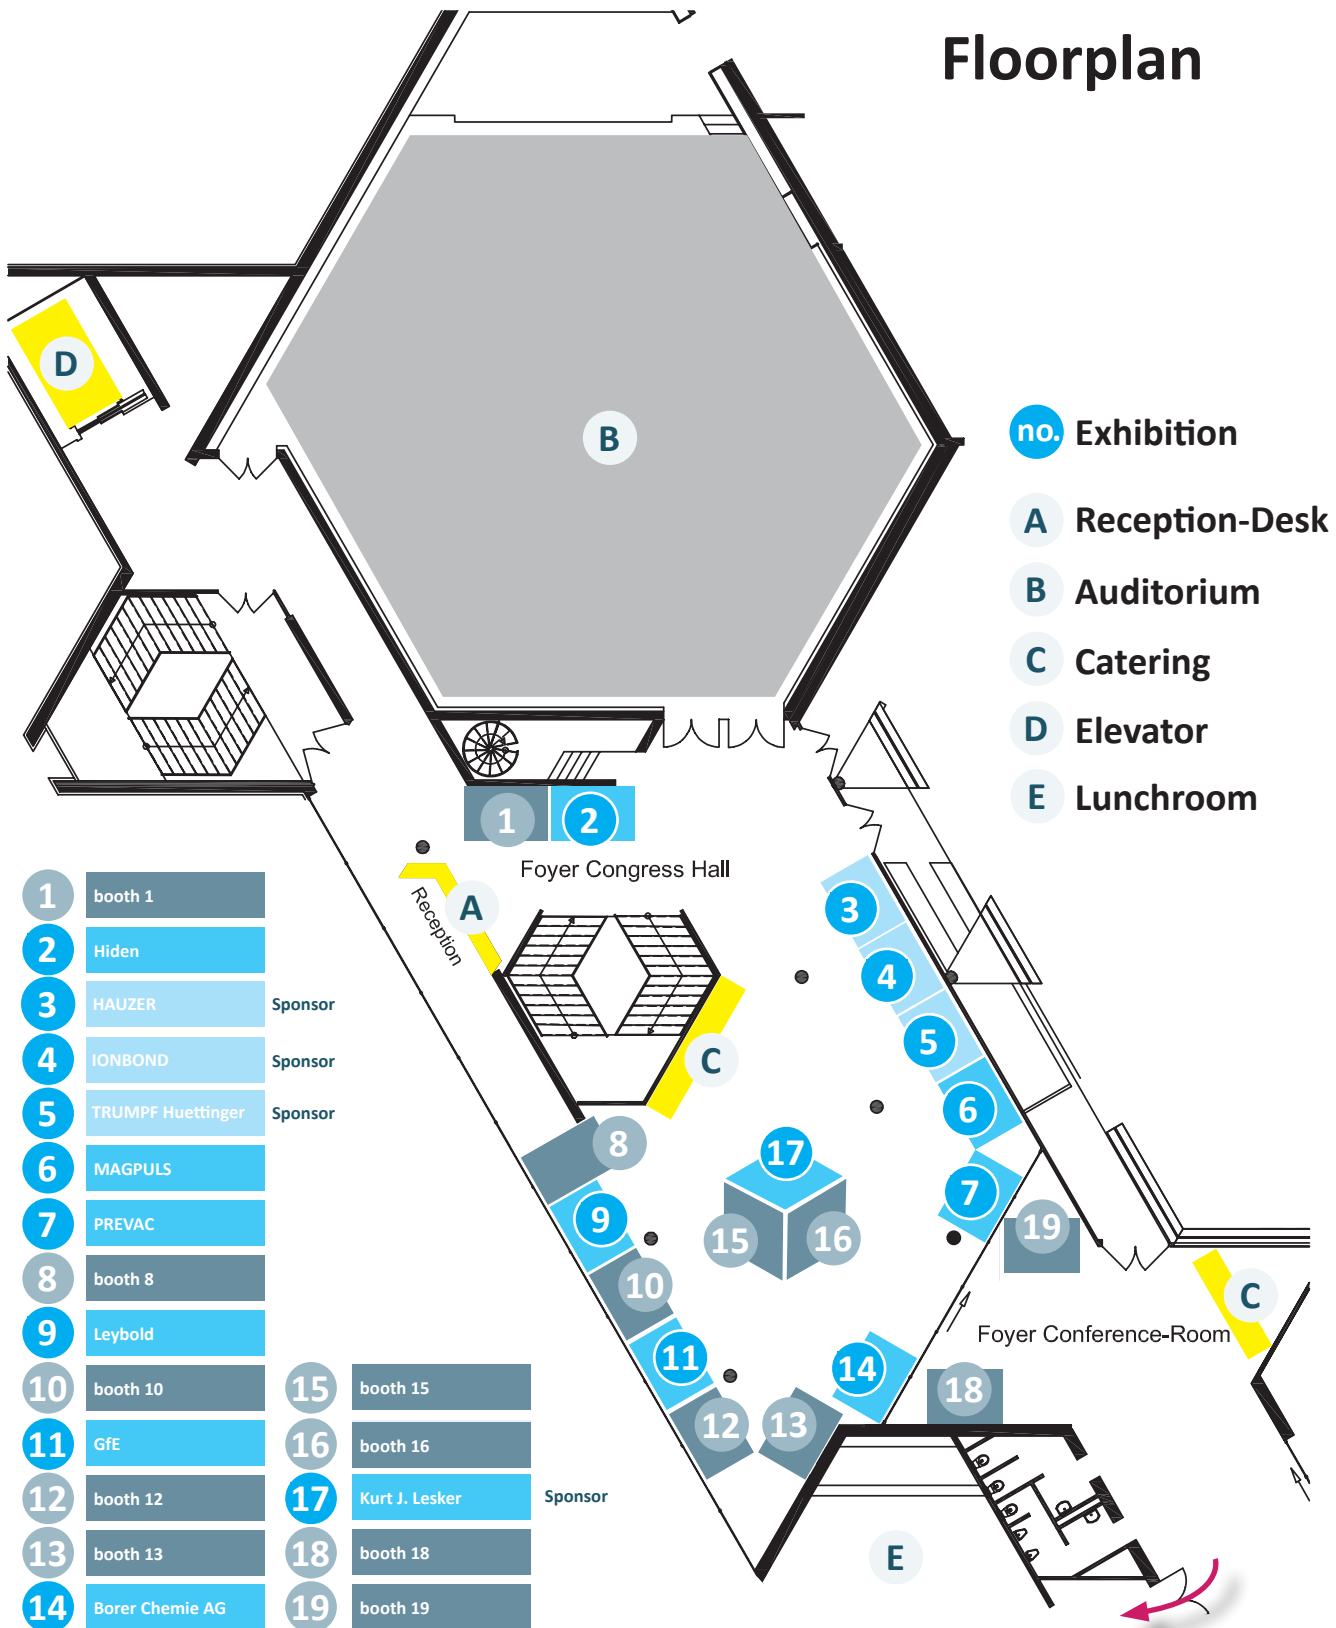 Floorplan
D
B
no. Exhibition
A Reception-Desk
B Auditorium
C Catering
D Elevator
E Lunchroom
1
2
Foyer Congress Hall
Reception
A
3
4
5
6
7
C
8
9
10
11
12
13
14
15
16
17
18
19
Foyer Conference-Room
C
E
1 booth 1
2 Hiden
3 HAUZER Sponsor
4 IONBOND Sponsor
5 TRUMPF Huettinger Sponsor
6 MAGPULS
7 PREVAC
8 booth 8
9 Leybold
10 booth 10
11 GfE
12 booth 12
13 booth 13
14 Borer Chemie AG
15 booth 15
16 booth 16
17 Kurt J. Lesker Sponsor
18 booth 18
19 booth 19